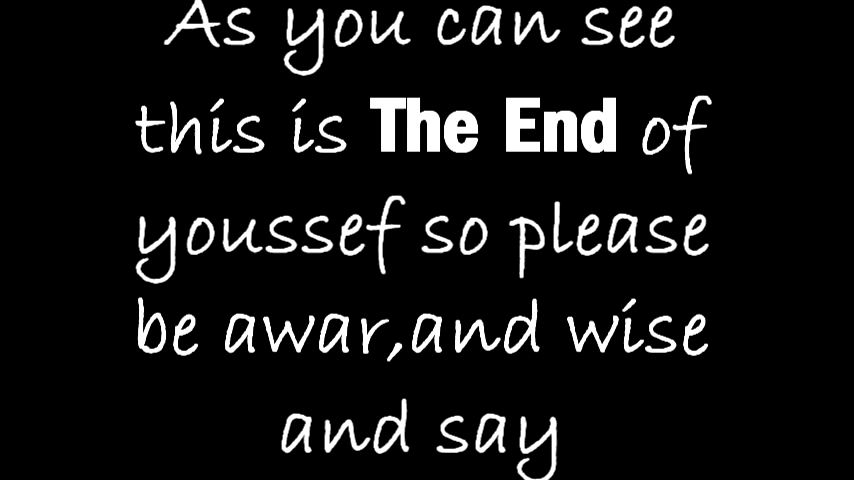 As you can see
this is The End of
youssef so please
be awar,and wise
and say